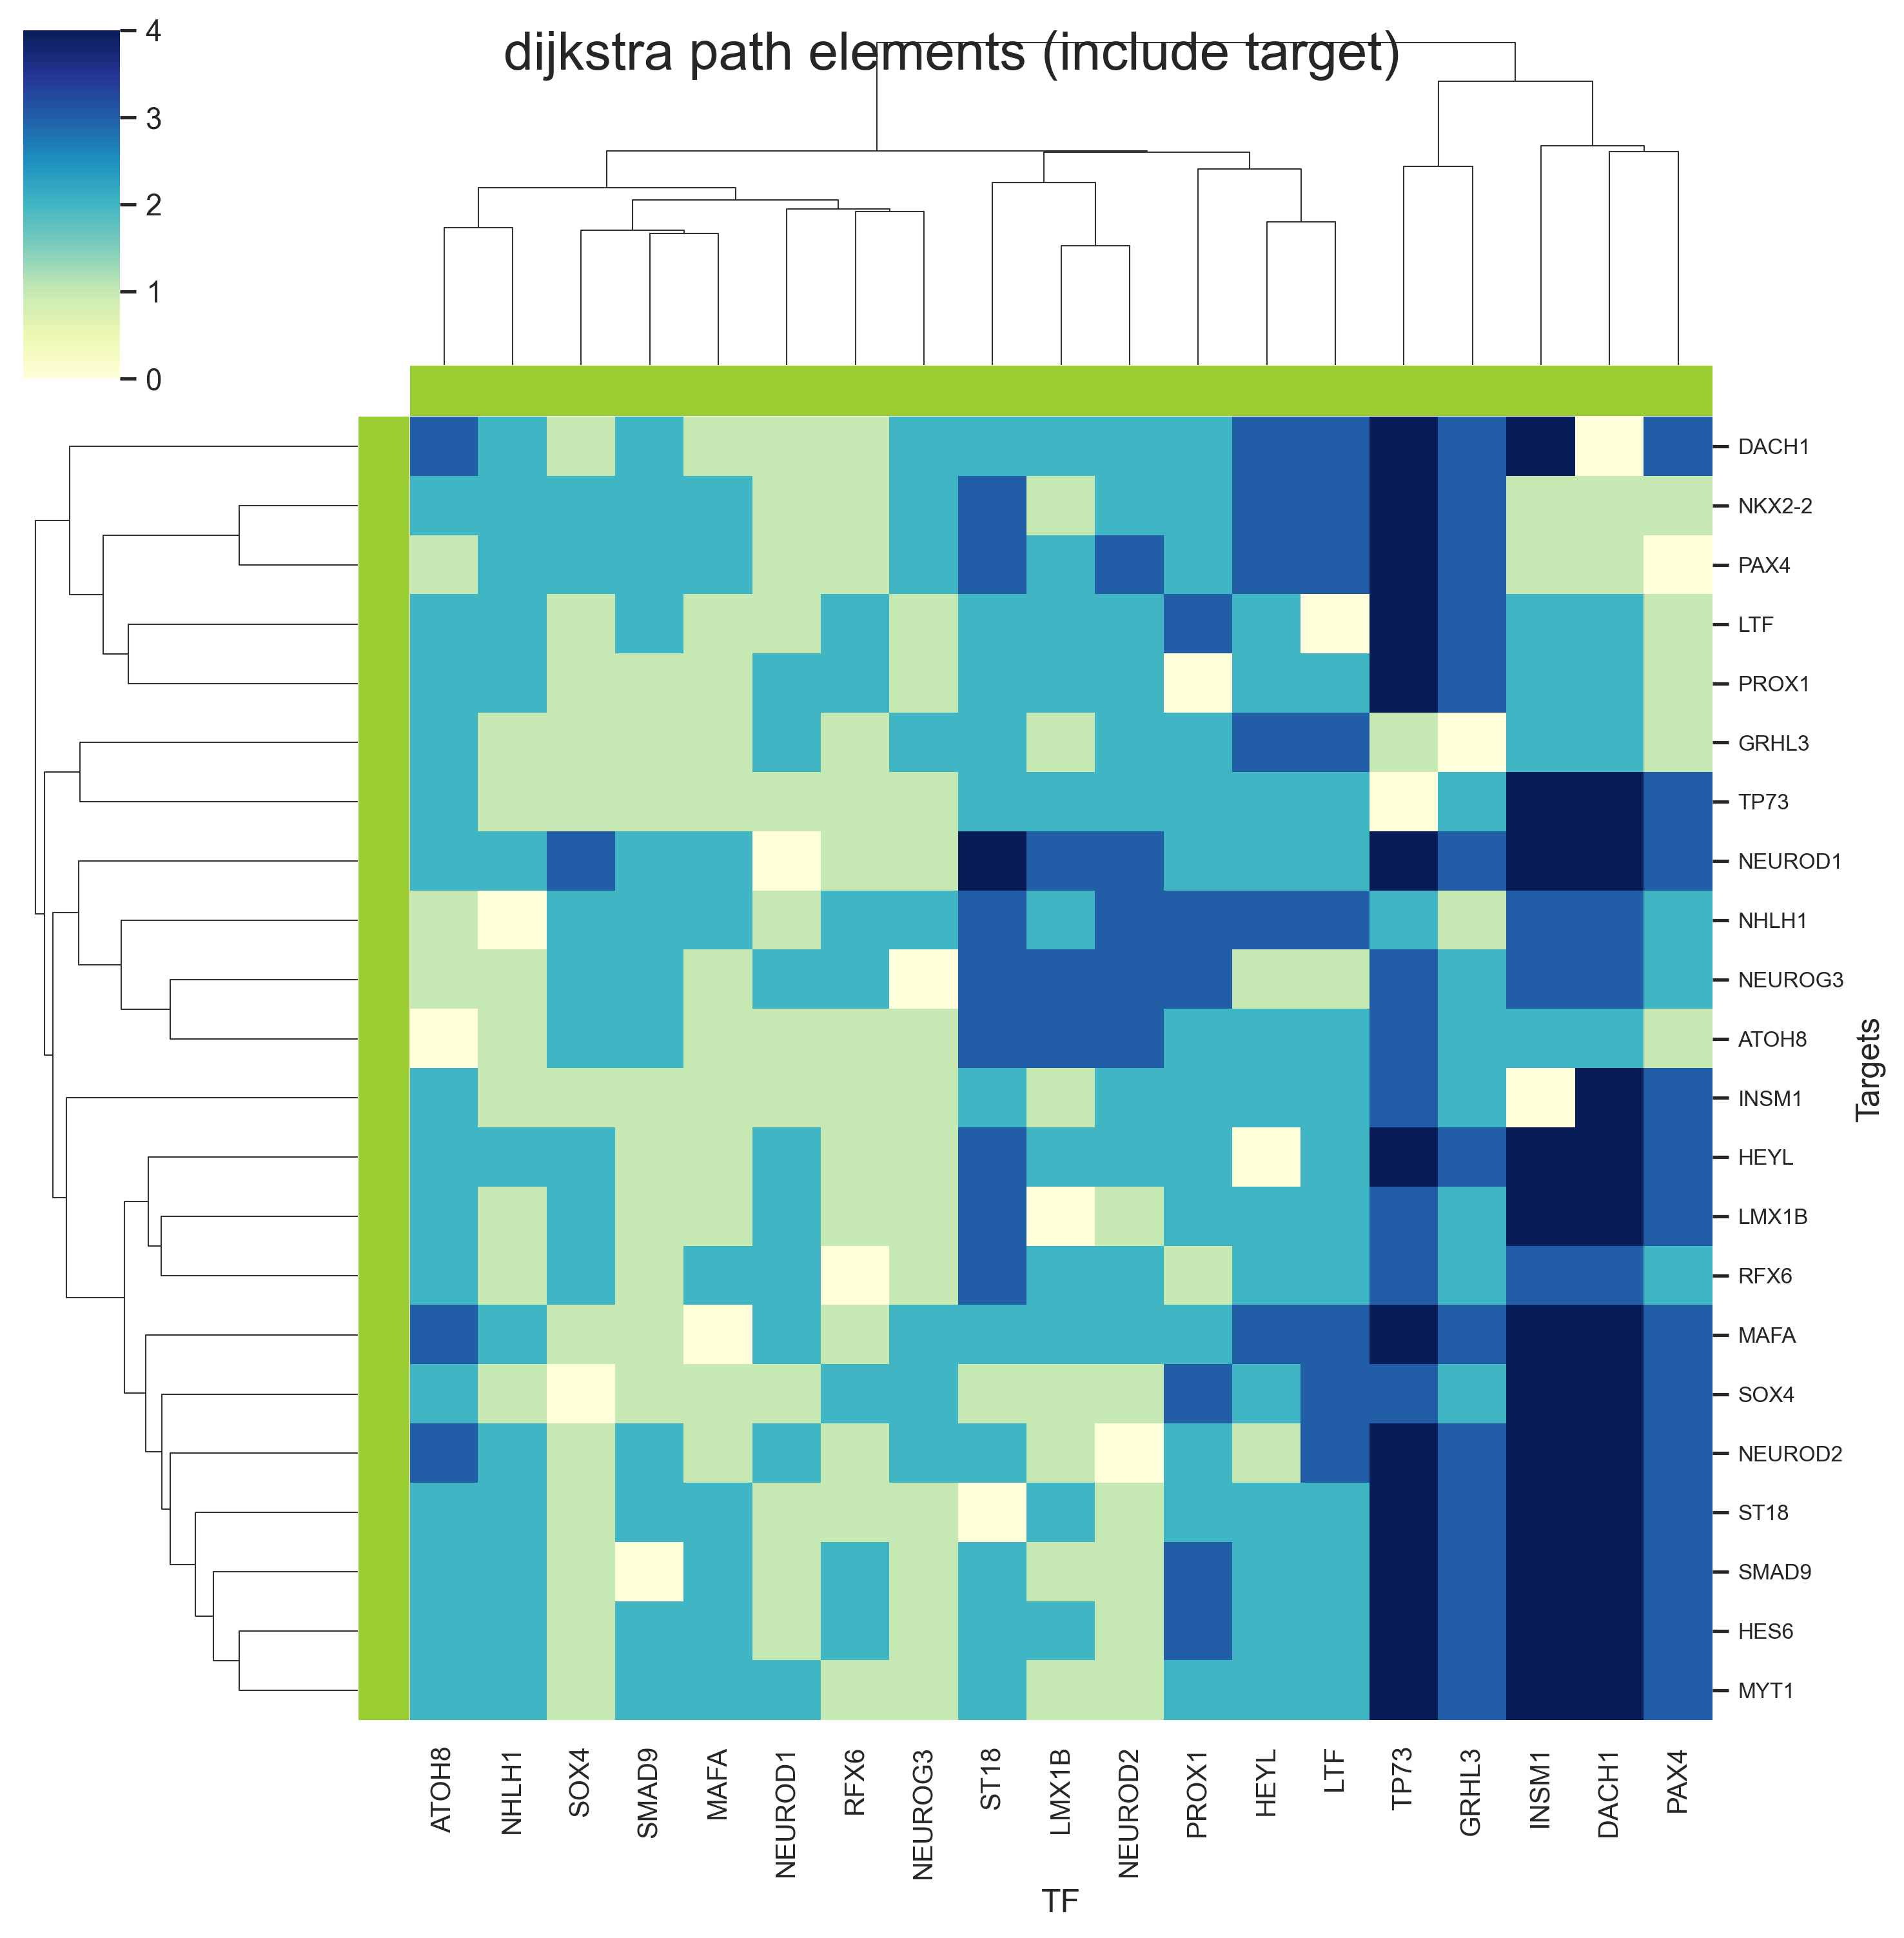 dijkstra path elements (include target)
4
3
2
1
0
DACH1
NKX2-2
PAX4
LTF
PROX1
GRHL3
TP73
NEUROD1
NHLH1
NEUROG3
ATOH8
INSM1
HEYL
LMX1B
RFX6
MAFA
SOX4
NEUROD2
ST18
SMAD9
HES6
MYT1
Targets
ATOH8
NHLH1
SOX4
SMAD9
MAFA
NEUROD1
RFX6
NEUROG3
ST18
LMX1B
NEUROD2
PROX1
HEYL
LTF
TP73
GRHL3
INSM1
DACH1
PAX4
TF